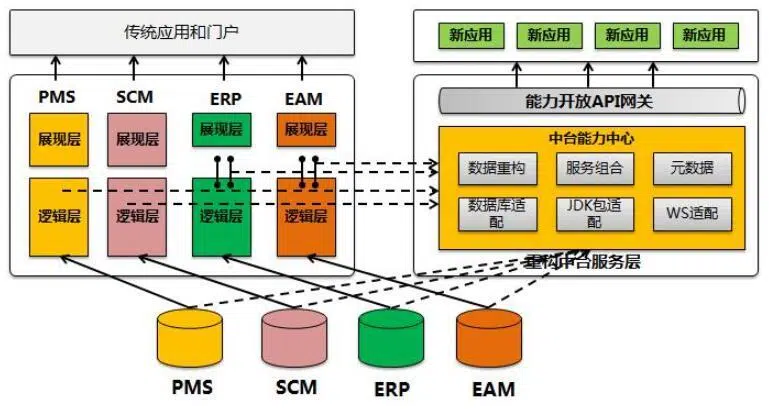 传统应用和门户
新应用 新应用 新应用 新应用
PMS SCM ERP EAM
能力开放API网关
展现层 展现层 展现层 展现层
中台能力中心
数据重构 服务组合 元数据
逻辑层 逻辑层 逻辑层 逻辑层
数据库适
配
JDK包适
配
WS适配
重构中台服务层
PMS SCM ERP EAM